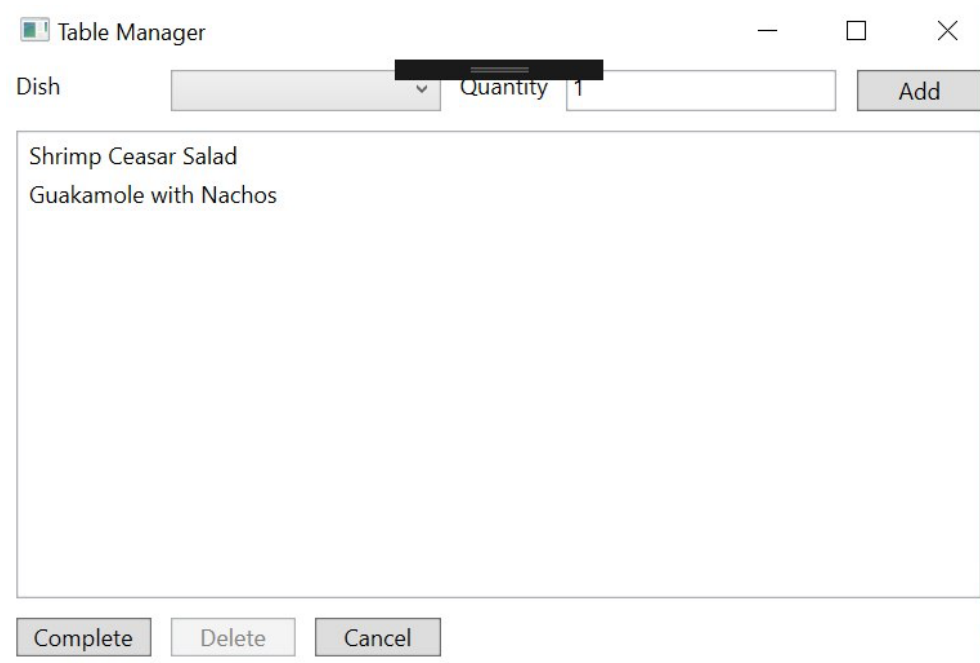 Table Manager
Dish Quantity 1 Add
Shrimp Ceasar Salad
Guakamole with Nachos
Complete Delete Cancel